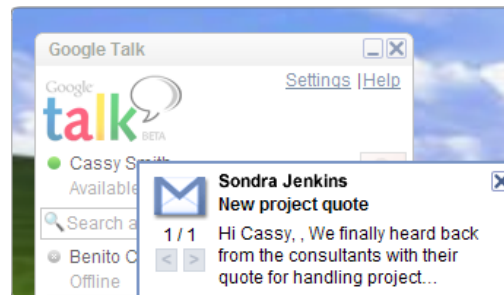 Google Talk
Settings | Help
Google
talk
BETA
Cassy Smith
Available
Search a
Benito C
Offline
Sondra Jenkins
New project quote
1 / 1
Hi Cassy, , We finally heard back
from the consultants with their
quote for handling project...
< >